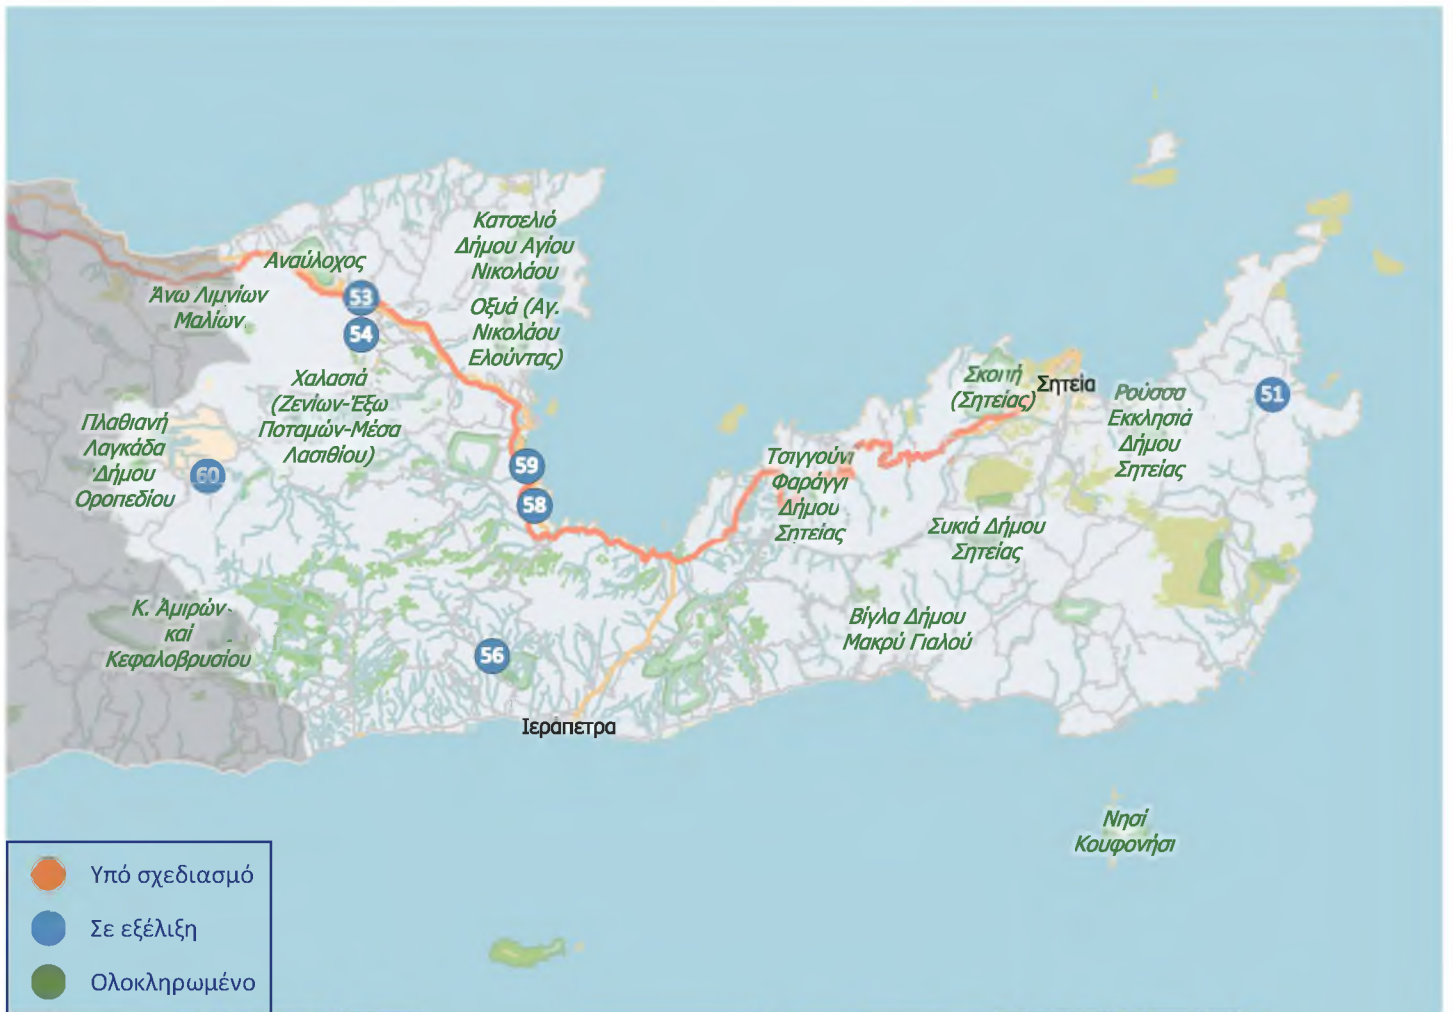 Κατσελιό
Δήμου Αγίου
Νικολάου
Αναύλοχος
Άνω Λιμνίων
Μαλίων
53
54
Οξυά (Αγ.
Νικολάου
Ελούντας)
Χαλασιά
(Ζενίων-Έξω
Ποταμών-Μέσα
Λασιθίου)
Σκοπή
(Σητείας)
Σητεία
Ρούσσα
Εκκλησιά
Δήμου
Σητείας
51
Πλαθιανή
Λαγκάδα
Δήμου
Οροπεδίου
60
59
58
Τσιγγούνι
Φαράγγι
Δήμου
Σητείας
Συκιά Δήμου
Σητείας
Κ. Αμιρών
και
Κεφαλοβρυσίου
Βίγλα Δήμου
Μακρύ Γιαλού
56
Ιεράπετρα
Νησί
Κουφονήσι
Υπό σχεδιασμό
Σε εξέλιξη
Ολοκληρωμένο